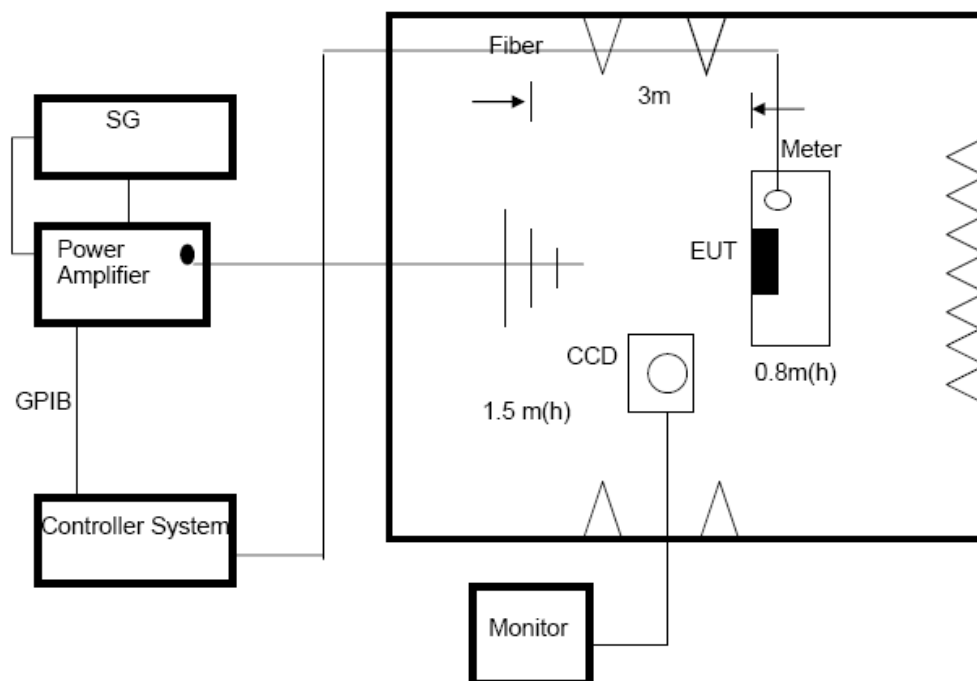 Fiber
3m
SG
Meter
Power
Amplifier
EUT
CCD
0.8m(h)
GPIB
1.5 m(h)
Controller System
Monitor